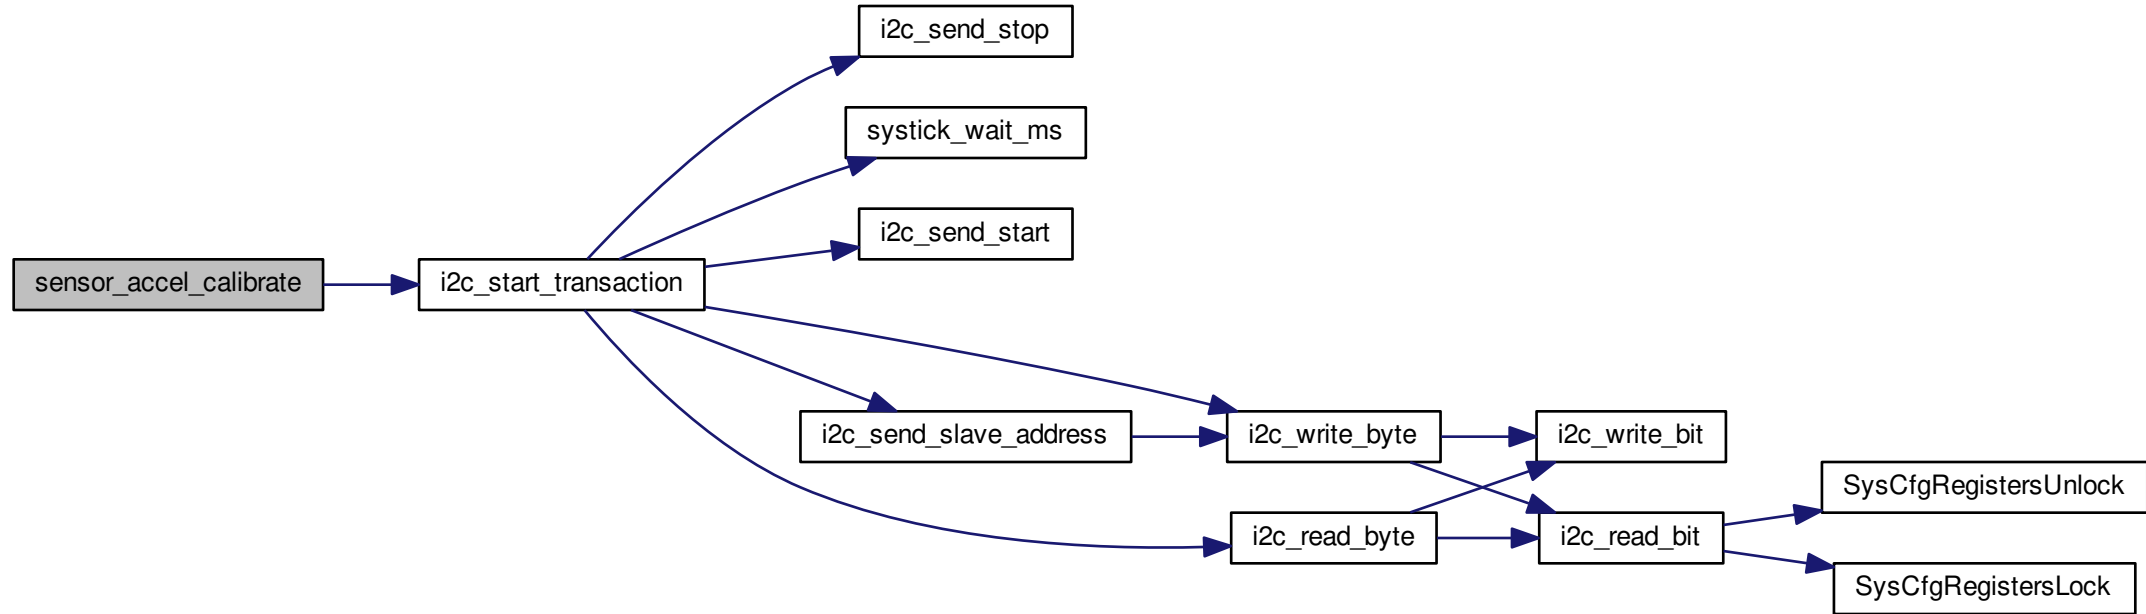 i2c_send_stop
systick_wait_ms
i2c_send_start
sensor_accel_calibrate
i2c_start_transaction
i2c_send_slave_address
i2c_write_byte
i2c_write_bit
SysCfgRegistersUnlock
i2c_read_byte
i2c_read_bit
SysCfgRegistersLock